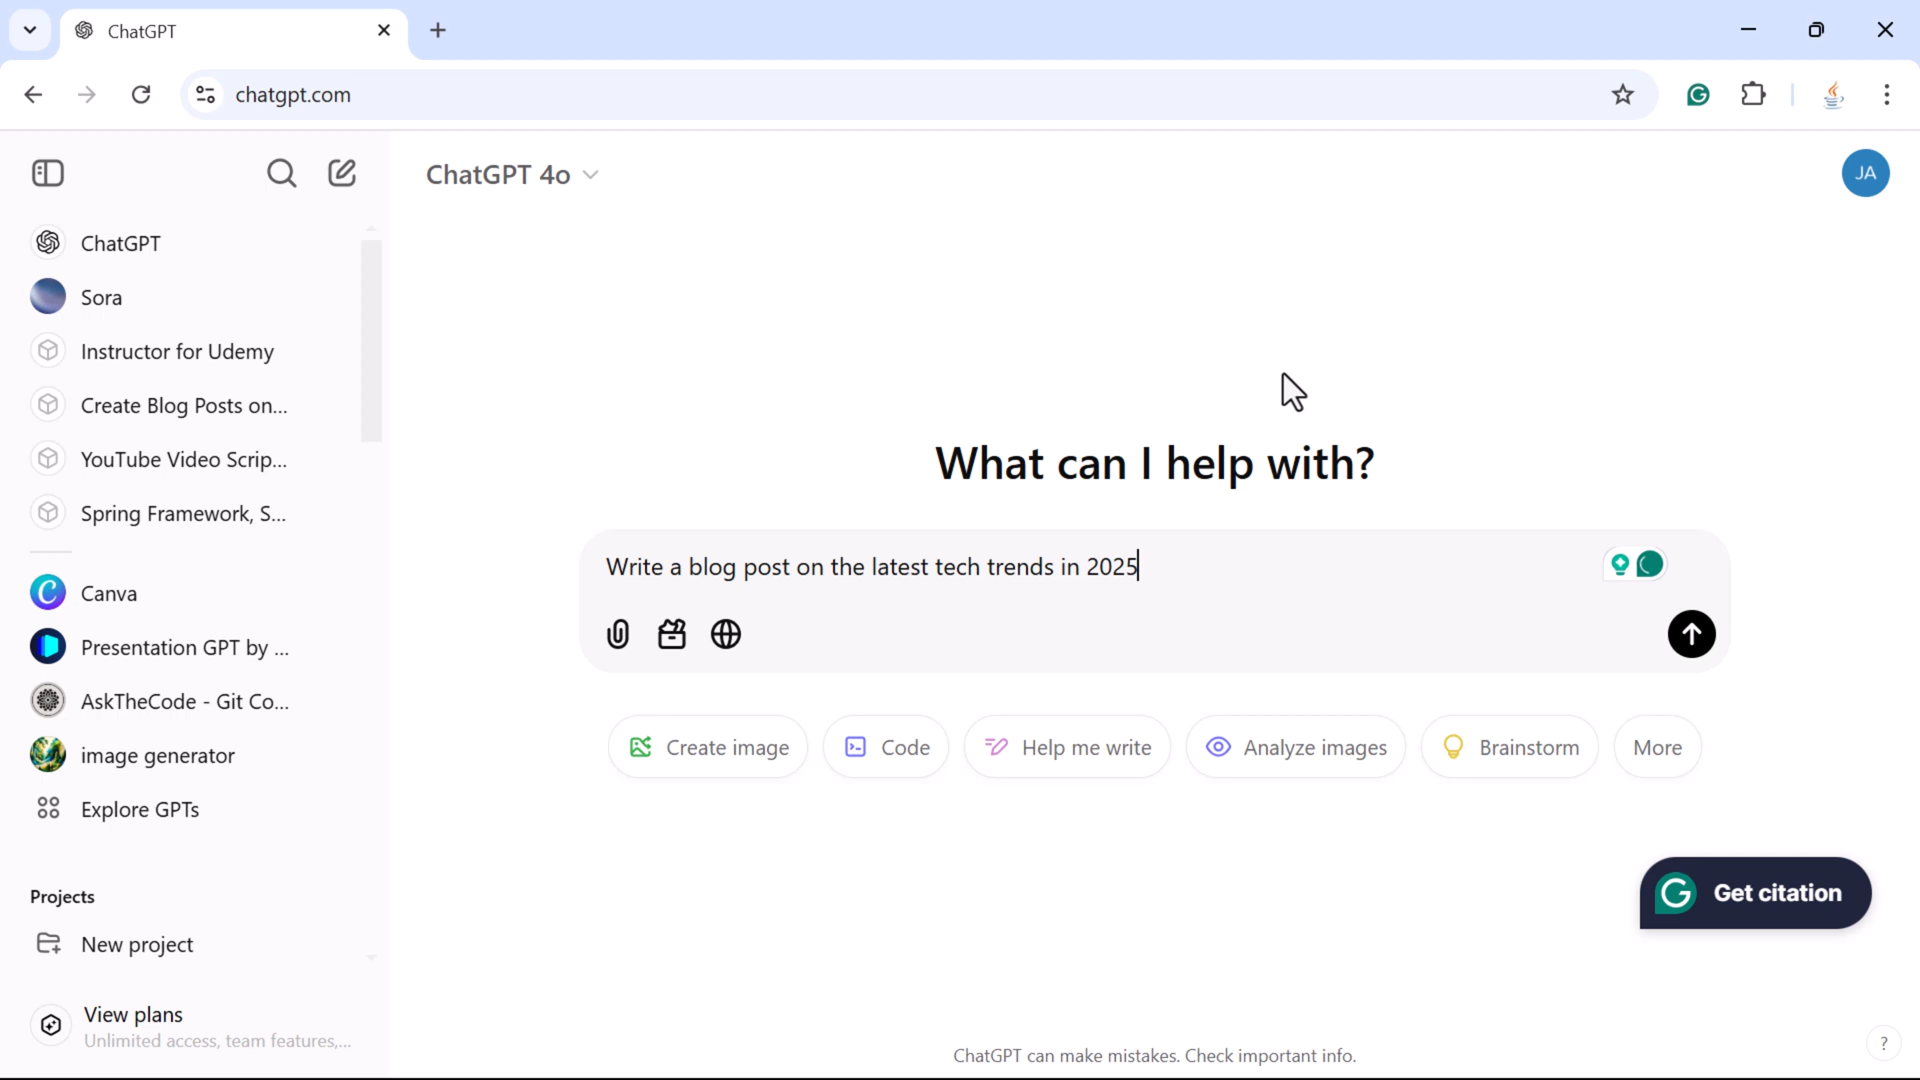 ChatGPT
chatgpt.com
ChatGPT
Sora
Instructor for Udemy
Create Blog Posts on...
YouTube Video Scrip...
Spring Framework, S...
Canva
Presentation GPT by ...
AskTheCode - Git Co...
image generator
Explore GPTs
Projects
New project
View plans
Unlimited access, team features,...
ChatGPT 4o
JA
What can I help with?
Write a blog post on the latest tech trends in 2025
Create image
Code
Help me write
Analyze images
Brainstorm
More
G Get citation
ChatGPT can make mistakes. Check important info.
?